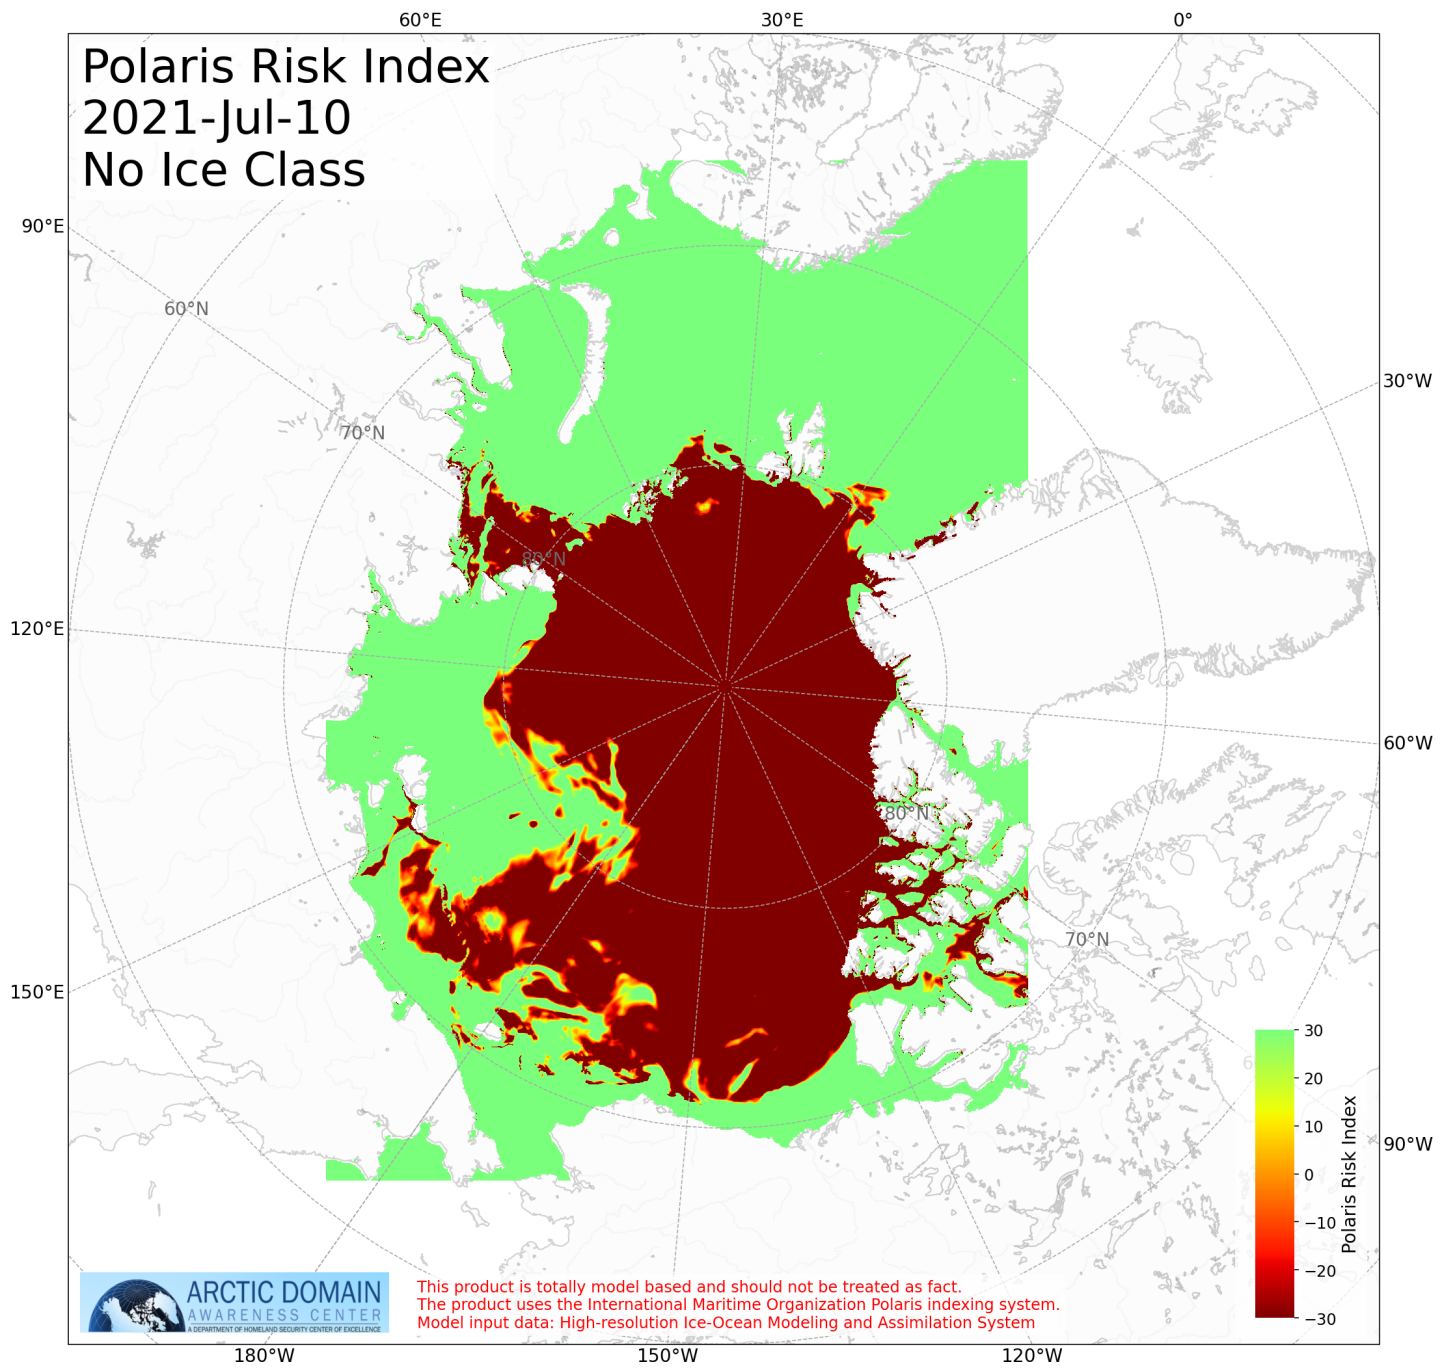 60°E
30°E
0°
Polaris Risk Index
2021-Jul-10
No Ice Class
90°E
60°N
30°W
70°N
80°N
120°E
60°W
80°N
70°N
150°E
30
20
10
0
−10
−20
−30
Polaris Risk Index
90°W
ARCTIC DOMAIN
AWARENESS CENTER
A DEPARTMENT OF HOMELAND SECURITY CENTER OF EXCELLENCE
This product is totally model based and should not be treated as fact.
The product uses the International Maritime Organization Polaris indexing system.
Model input data: High-resolution Ice-Ocean Modeling and Assimilation System
180°W
150°W
120°W